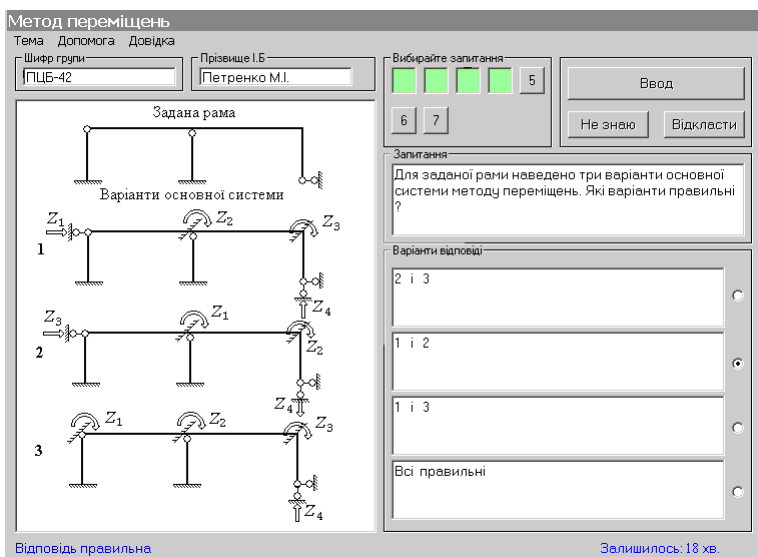 Метод переміщень
Тема Допомога Довідка
Шифр групи
ПЦБ-42
Прізвище І.Б
Петренко М.І.
Вибирайте запитання
5
6 7
Ввод
Не знаю Відкласти
Задана рама
Варіанти основної системи
Z1 Z2 Z3
1
Z4
Z3 Z1
2 Z2
Z4
Z1 Z2 Z3
3
Z4
Запитання
Для заданої рами наведено три варіанти основної
системи методу переміщень. Які варіанти правильні
?
Варіанти відповіді
2 і 3
1 і 2
1 і 3
Всі правильні
Відповідь правильна
Залишилось: 18 хв.